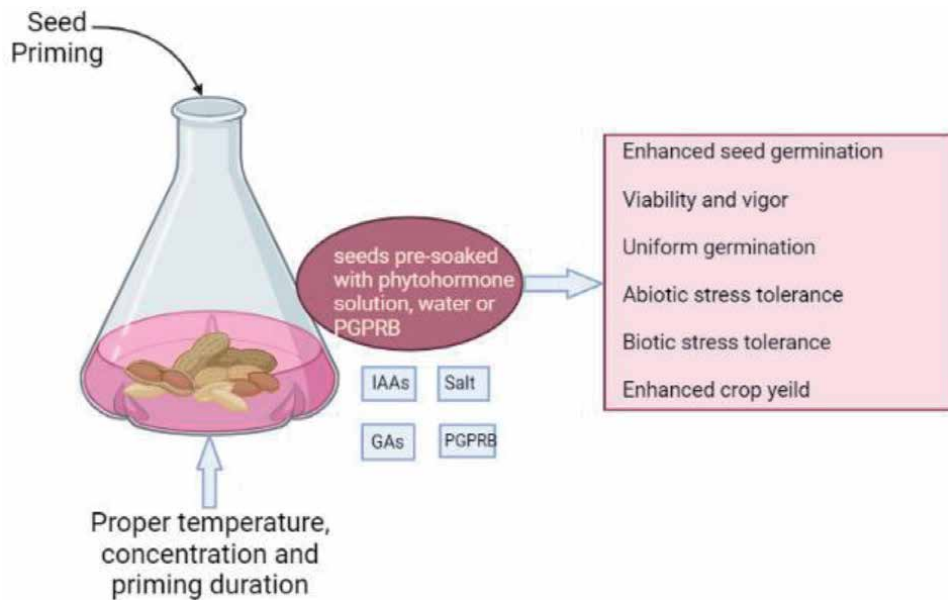 Seed
Priming
seeds pre-soaked
with phytohormone
solution, water or
PGPRB
IAAs
Salt
GAs
PGPRB
Proper temperature,
concentration and
priming duration
Enhanced seed germination
Viability and vigor
Uniform germination
Abiotic stress tolerance
Biotic stress tolerance
Enhanced crop yeild